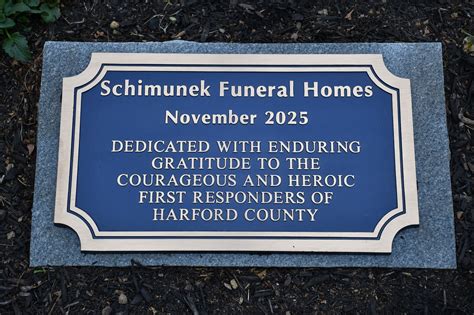 Schimunek Funeral Homes
November 2025
DEDICATED WITH ENDURING
GRATITUDE TO THE
COURAGEOUS AND HEROIC
FIRST RESPONDERS OF
HARFORD COUNTY